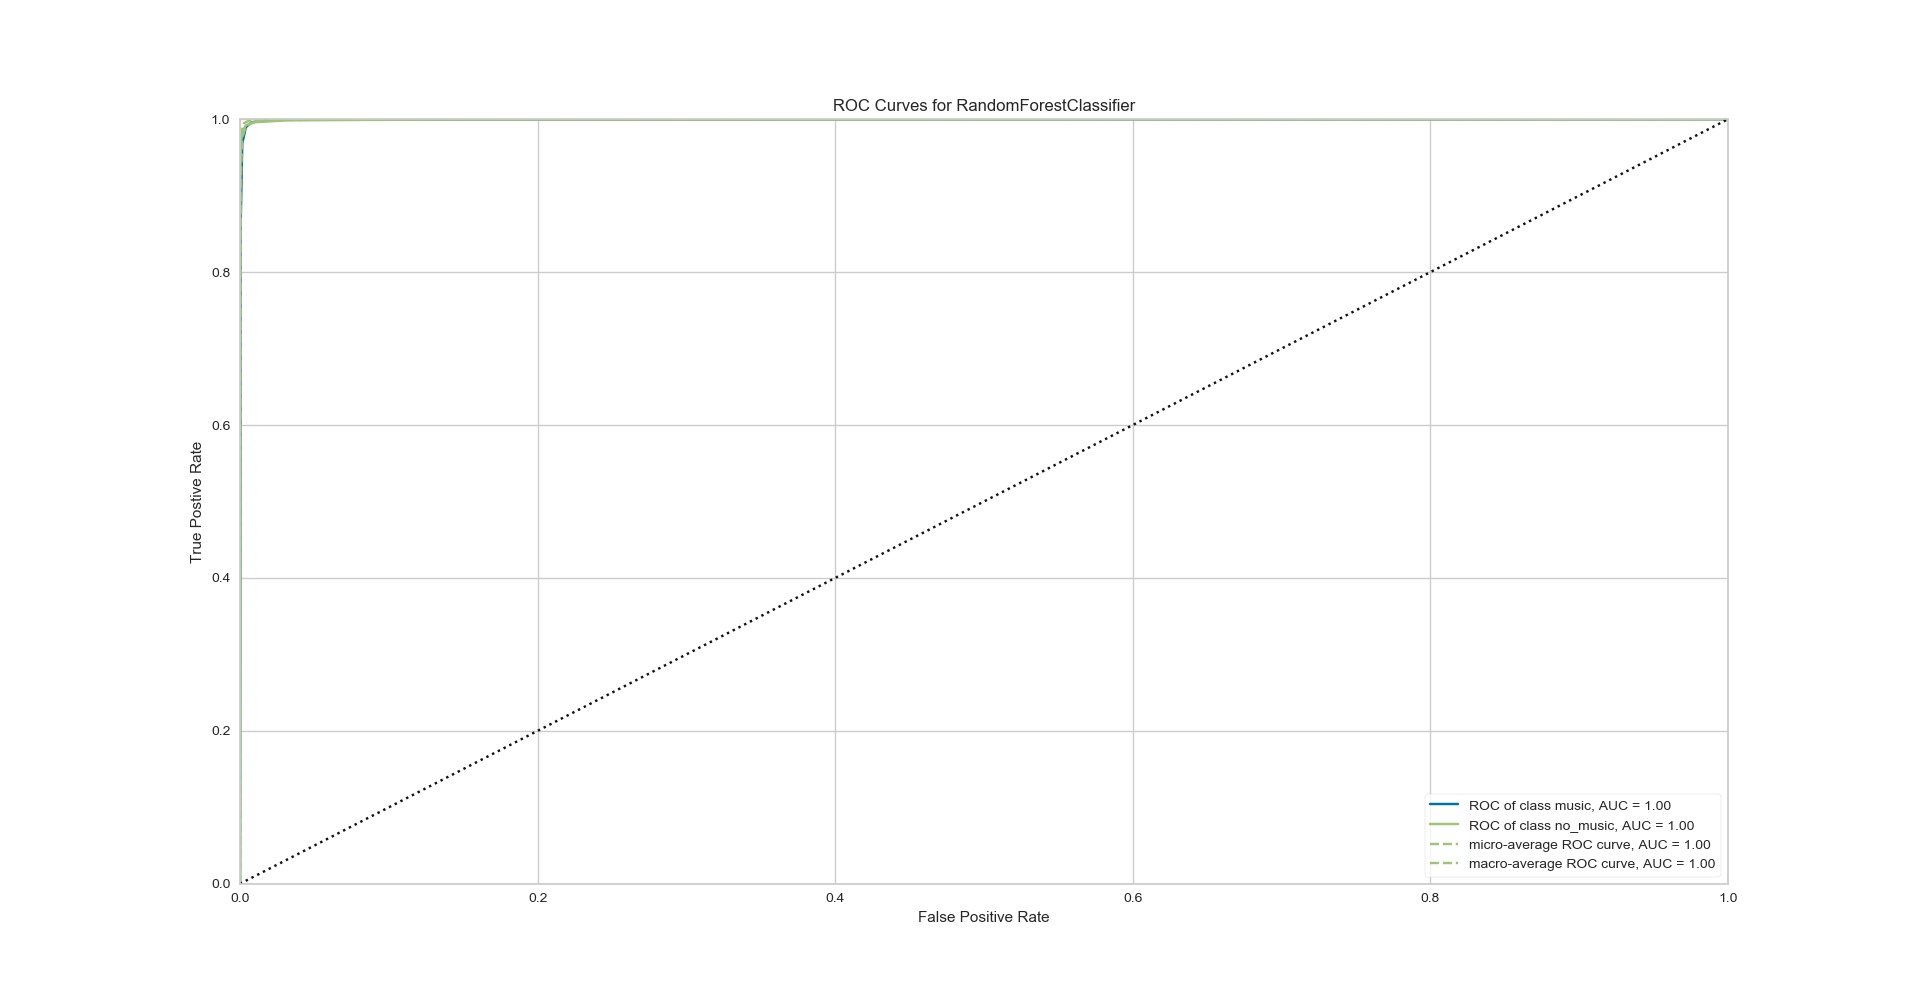 ROC Curves for RandomForestClassifier
1.0
0.8
0.6
0.4
0.2
0.0
True Postive Rate
0.0 0.2 0.4 0.6 0.8 1.0
False Positive Rate
ROC of class music, AUC = 1.00
ROC of class no_music, AUC = 1.00
micro-average ROC curve, AUC = 1.00
macro-average ROC curve, AUC = 1.00